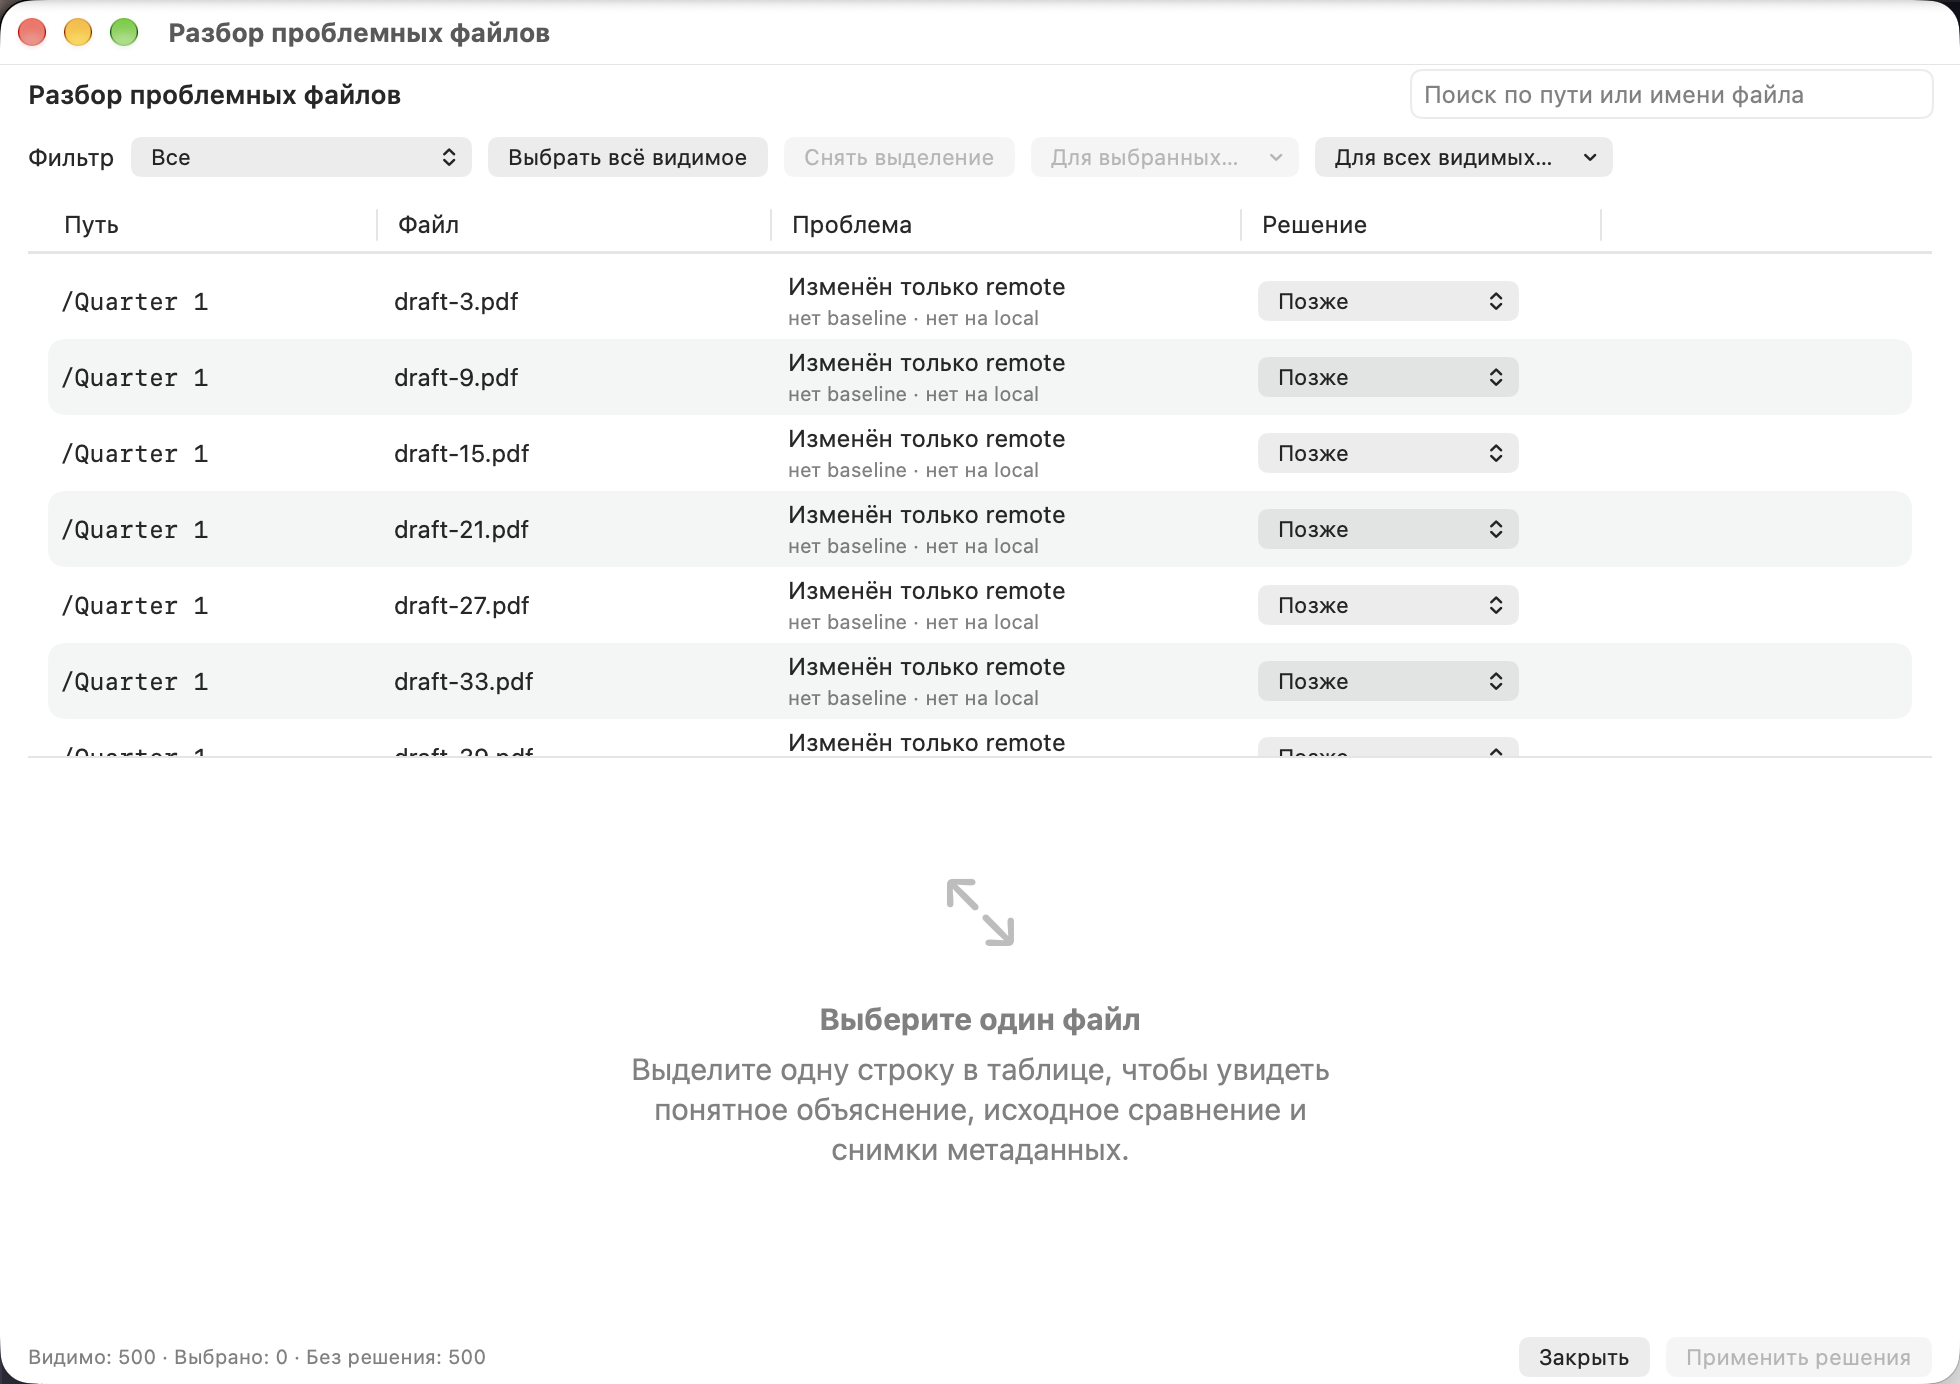 Разбор проблемных файлов
Разбор проблемных файлов
Поиск по пути или имени файла
Фильтр Все Выбрать всё видимое Снять выделение Для выбранных... Для всех видимых...
Путь Файл Проблема Решение
/Quarter 1 draft-3.pdf Изменён только remote Позже
нет baseline · нет на local
/Quarter 1 draft-9.pdf Изменён только remote Позже
нет baseline · нет на local
/Quarter 1 draft-15.pdf Изменён только remote Позже
нет baseline · нет на local
/Quarter 1 draft-21.pdf Изменён только remote Позже
нет baseline · нет на local
/Quarter 1 draft-27.pdf Изменён только remote Позже
нет baseline · нет на local
/Quarter 1 draft-33.pdf Изменён только remote Позже
нет baseline · нет на local
/Quarter 1 draft-39.pdf Изменён только remote Позже
Выберите один файл
Выделите одну строку в таблице, чтобы увидеть
понятное объяснение, исходное сравнение и
снимки метаданных.
Видимо: 500 · Выбрано: 0 · Без решения: 500
Закрыть Применить решения